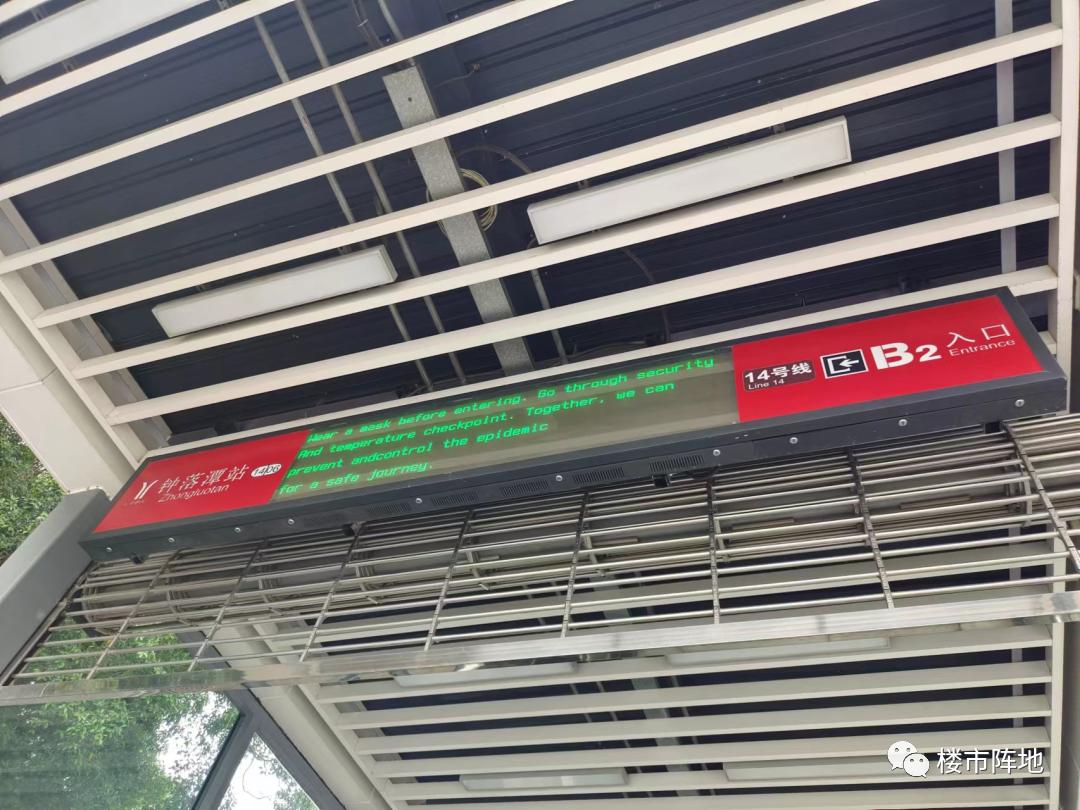 钟落潭站 14 06
Zhongluotan
Wear a mask before entering. Go through security
And temperature checkpoint. Together, we can
prevent andcontrol the epidemic
for a safe journey.
14号线
Line 14
B2 入口
Entrance
楼市阵地